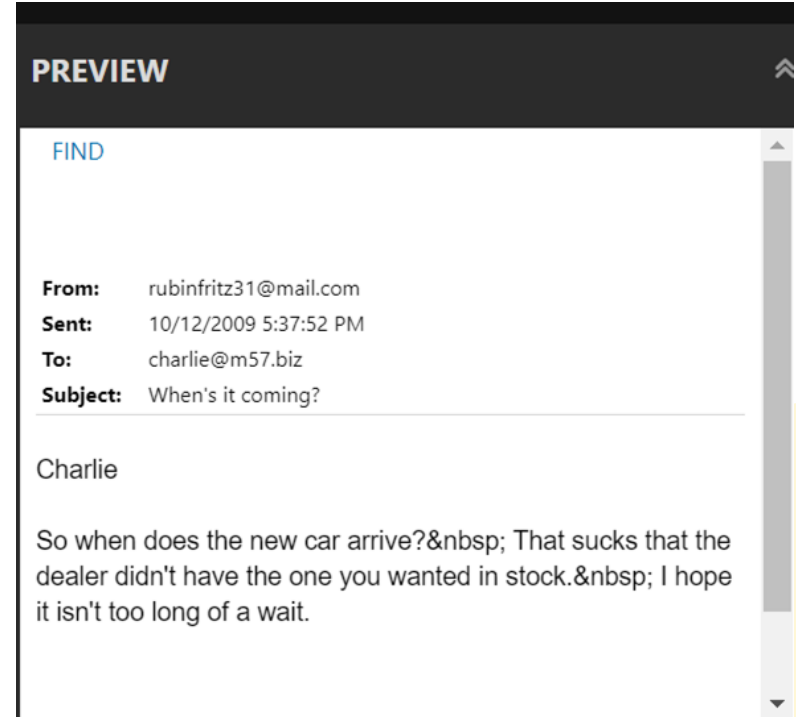 PREVIEW
FIND
From: rubinfritz31@mail.com
Sent: 10/12/2009 5:37:52 PM
To: charlie@m57.biz
Subject: When's it coming?
Charlie
So when does the new car arrive?&nbsp; That sucks that the
dealer didn't have the one you wanted in stock.&nbsp; I hope
it isn't too long of a wait.